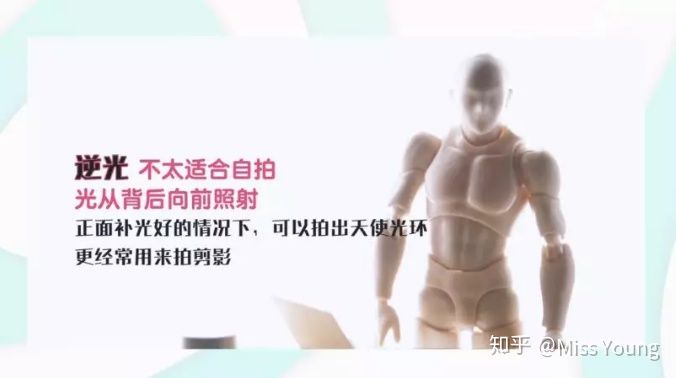 逆光 不太适合自拍
光从背后向前照射
正面补光好的情况下，可以拍出天使光环
更经常用来拍剪影
知乎 @Miss Young